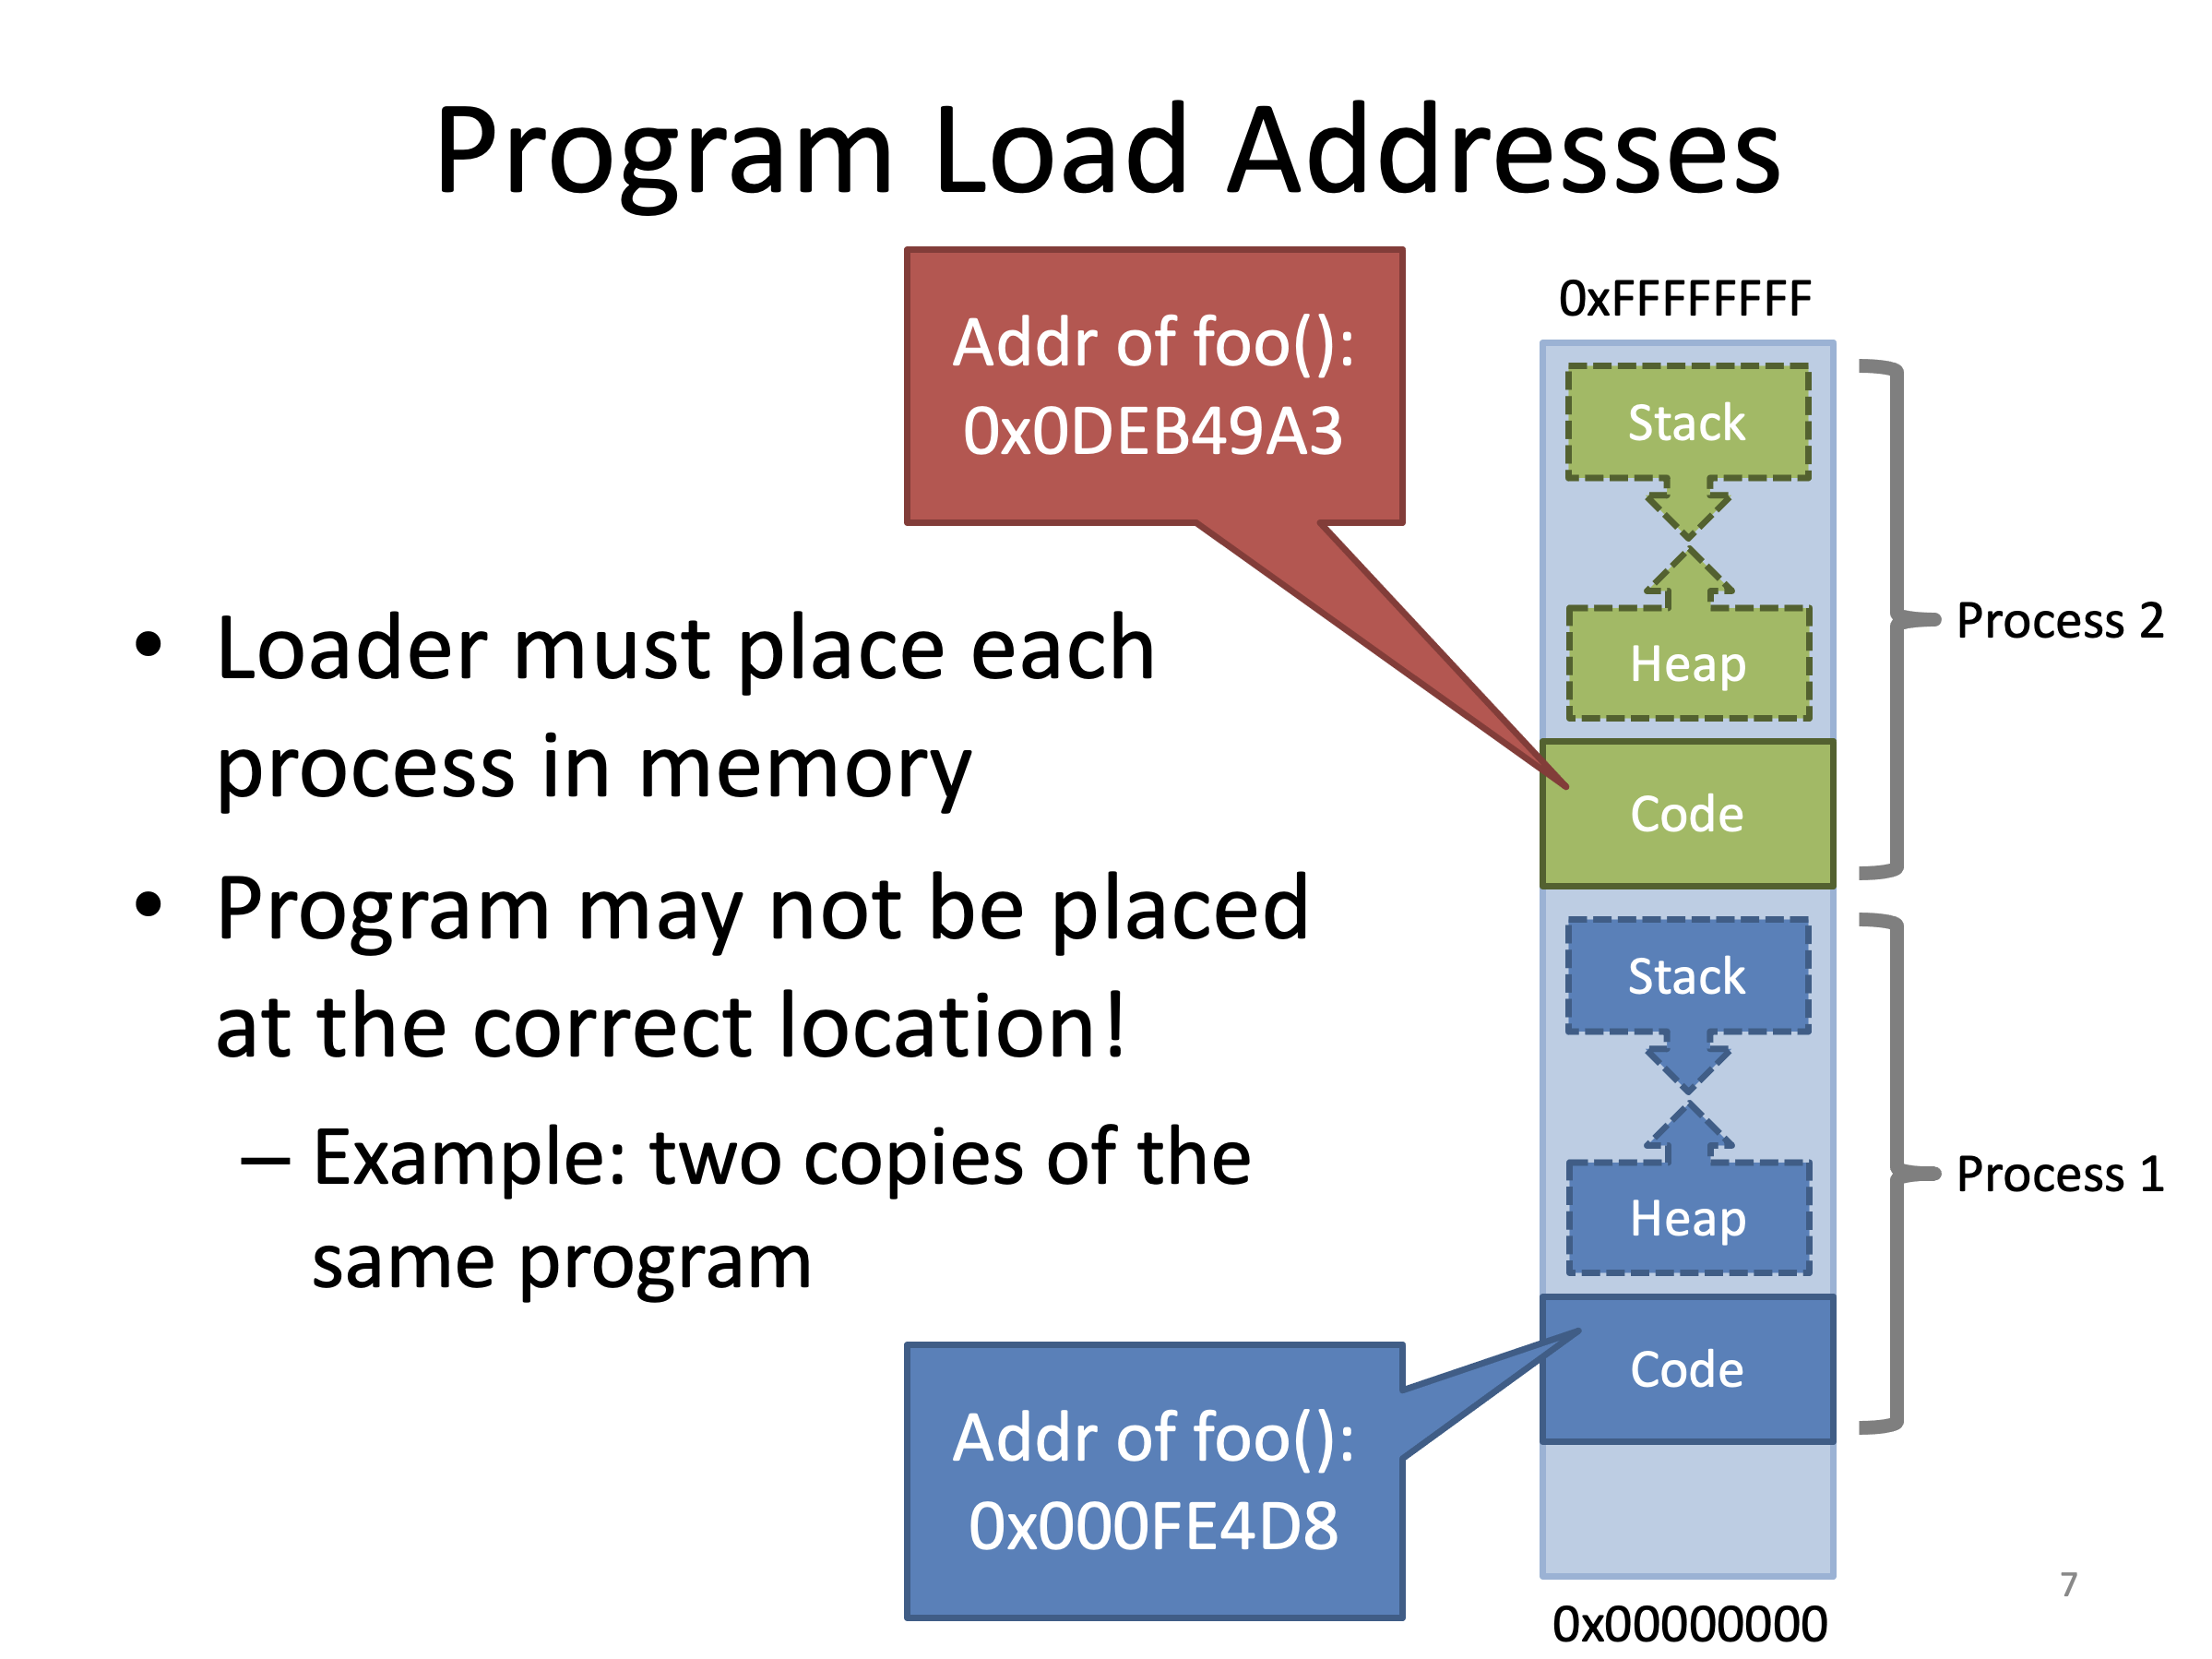 Program Load Addresses
Addr of foo():
0x0DEB49A3
• Loader must place each
process in memory
• Program may not be placed
at the correct location!
– Example: two copies of the
same program
Addr of foo():
0x000FE4D8
0xFFFFFFFF
Stack
Heap
Code
Process 2
Stack
Heap
Code
Process 1
0x00000000
7